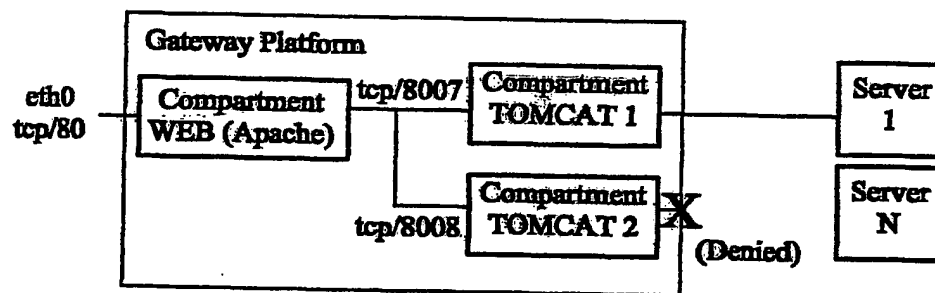 Gateway Platform
eth0
tcp/80
Compartment
WEB (Apache)
tcp/8007
Compartment
TOMCAT 1
Server
1
tcp/8008
Compartment
TOMCAT 2
X
(Denied)
Server
N